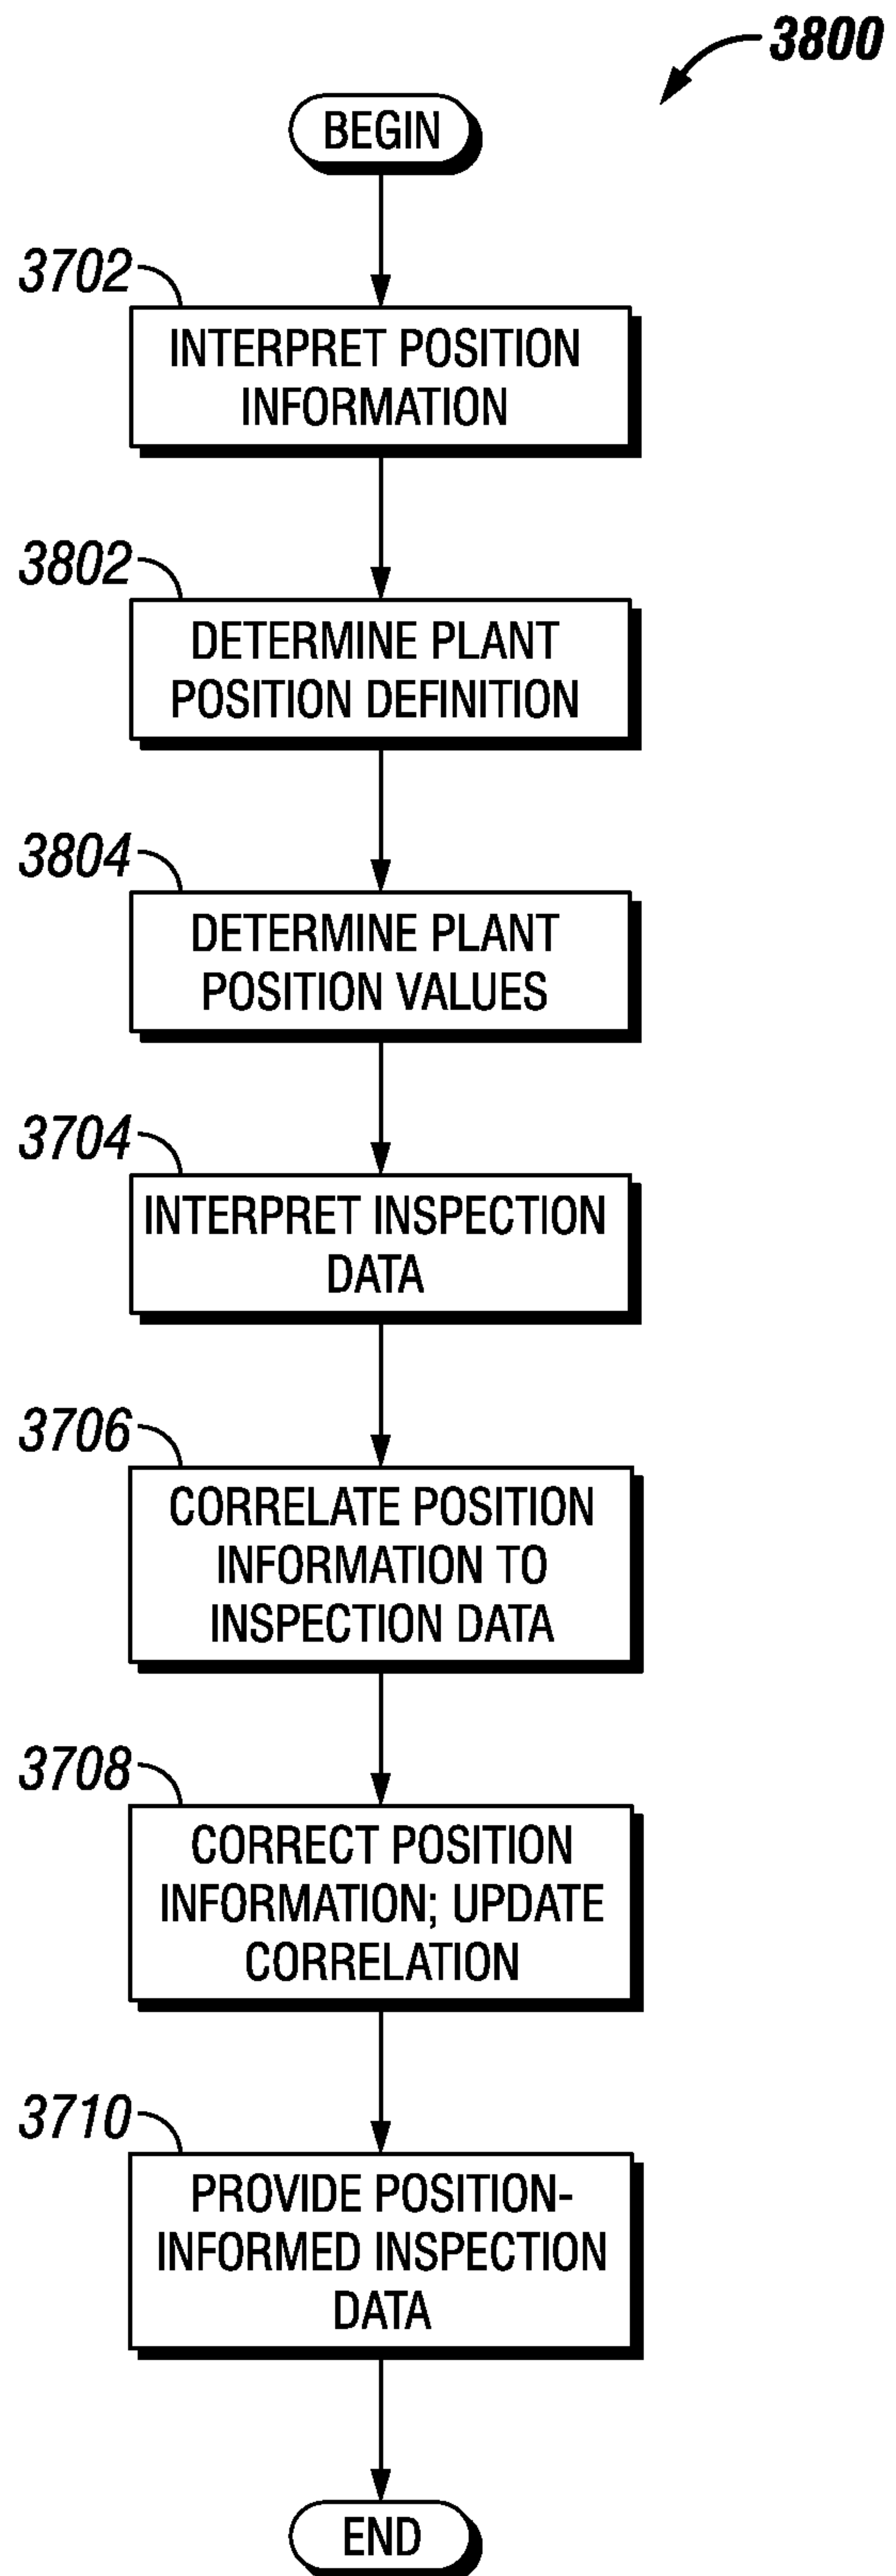 3800
BEGIN
3702
INTERPRET POSITION
INFORMATION
3802
DETERMINE PLANT
POSITION DEFINITION
3804
DETERMINE PLANT
POSITION VALUES
3704
INTERPRET INSPECTION
DATA
3706
CORRELATE POSITION
INFORMATION TO
INSPECTION DATA
3708
CORRECT POSITION
INFORMATION; UPDATE
CORRELATION
3710
PROVIDE POSITION-
INFORMED INSPECTION
DATA
END